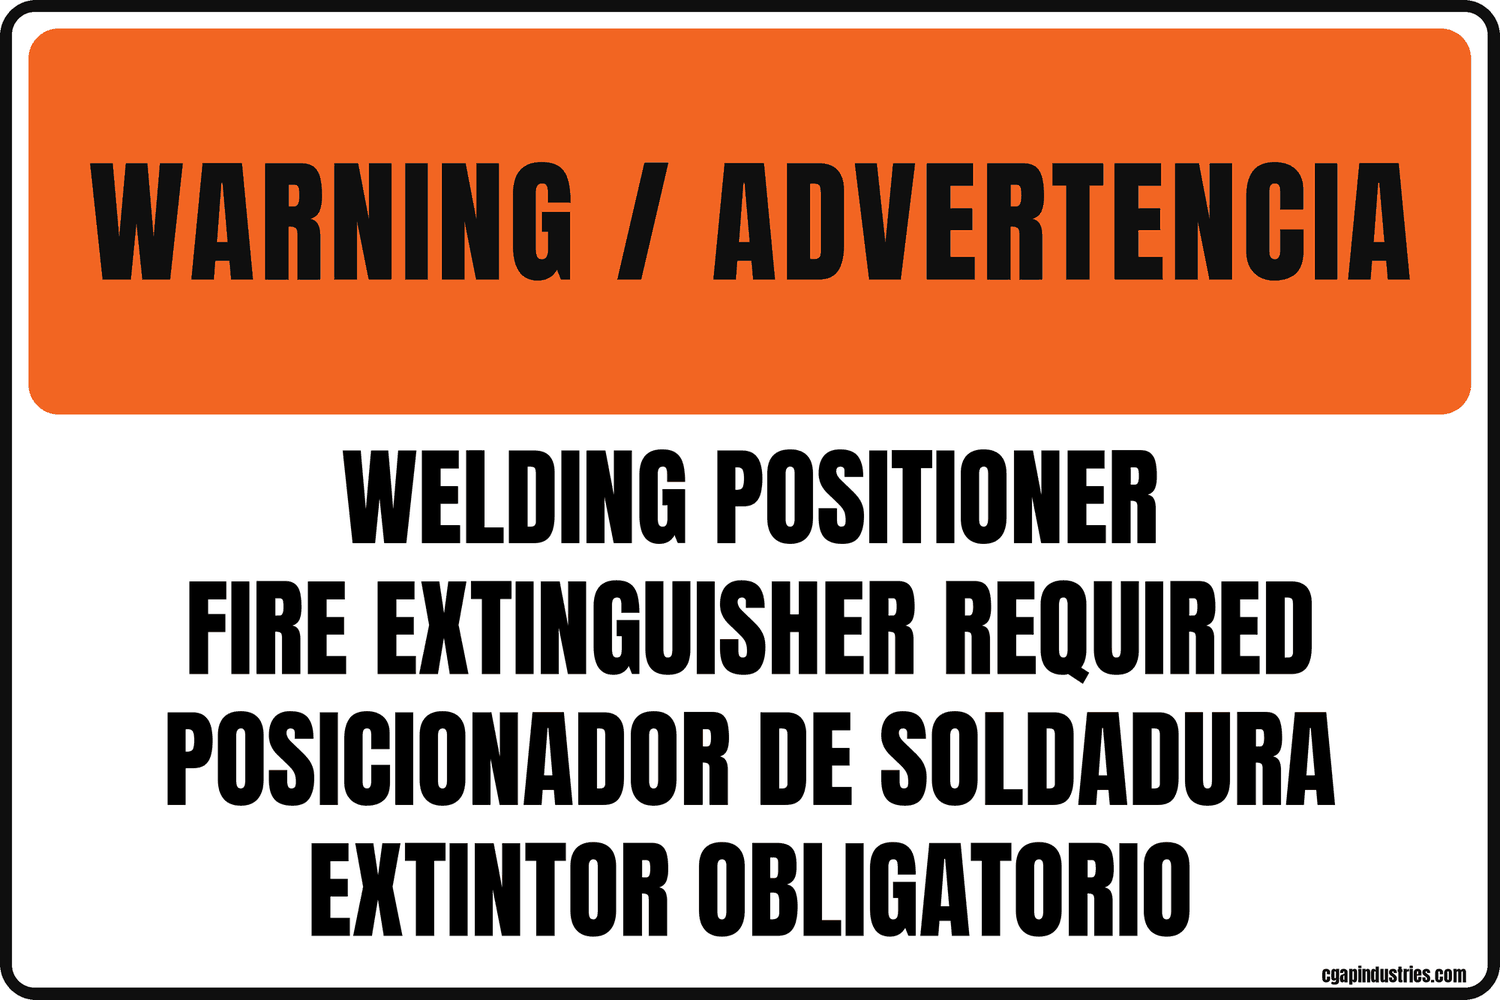 WARNING / ADVERTENCIA
WELDING POSITIONER
FIRE EXTINGUISHER REQUIRED
POSICIONADOR DE SOLDADURA
EXTINTOR OBLIGATORIO
cgapindustries.com